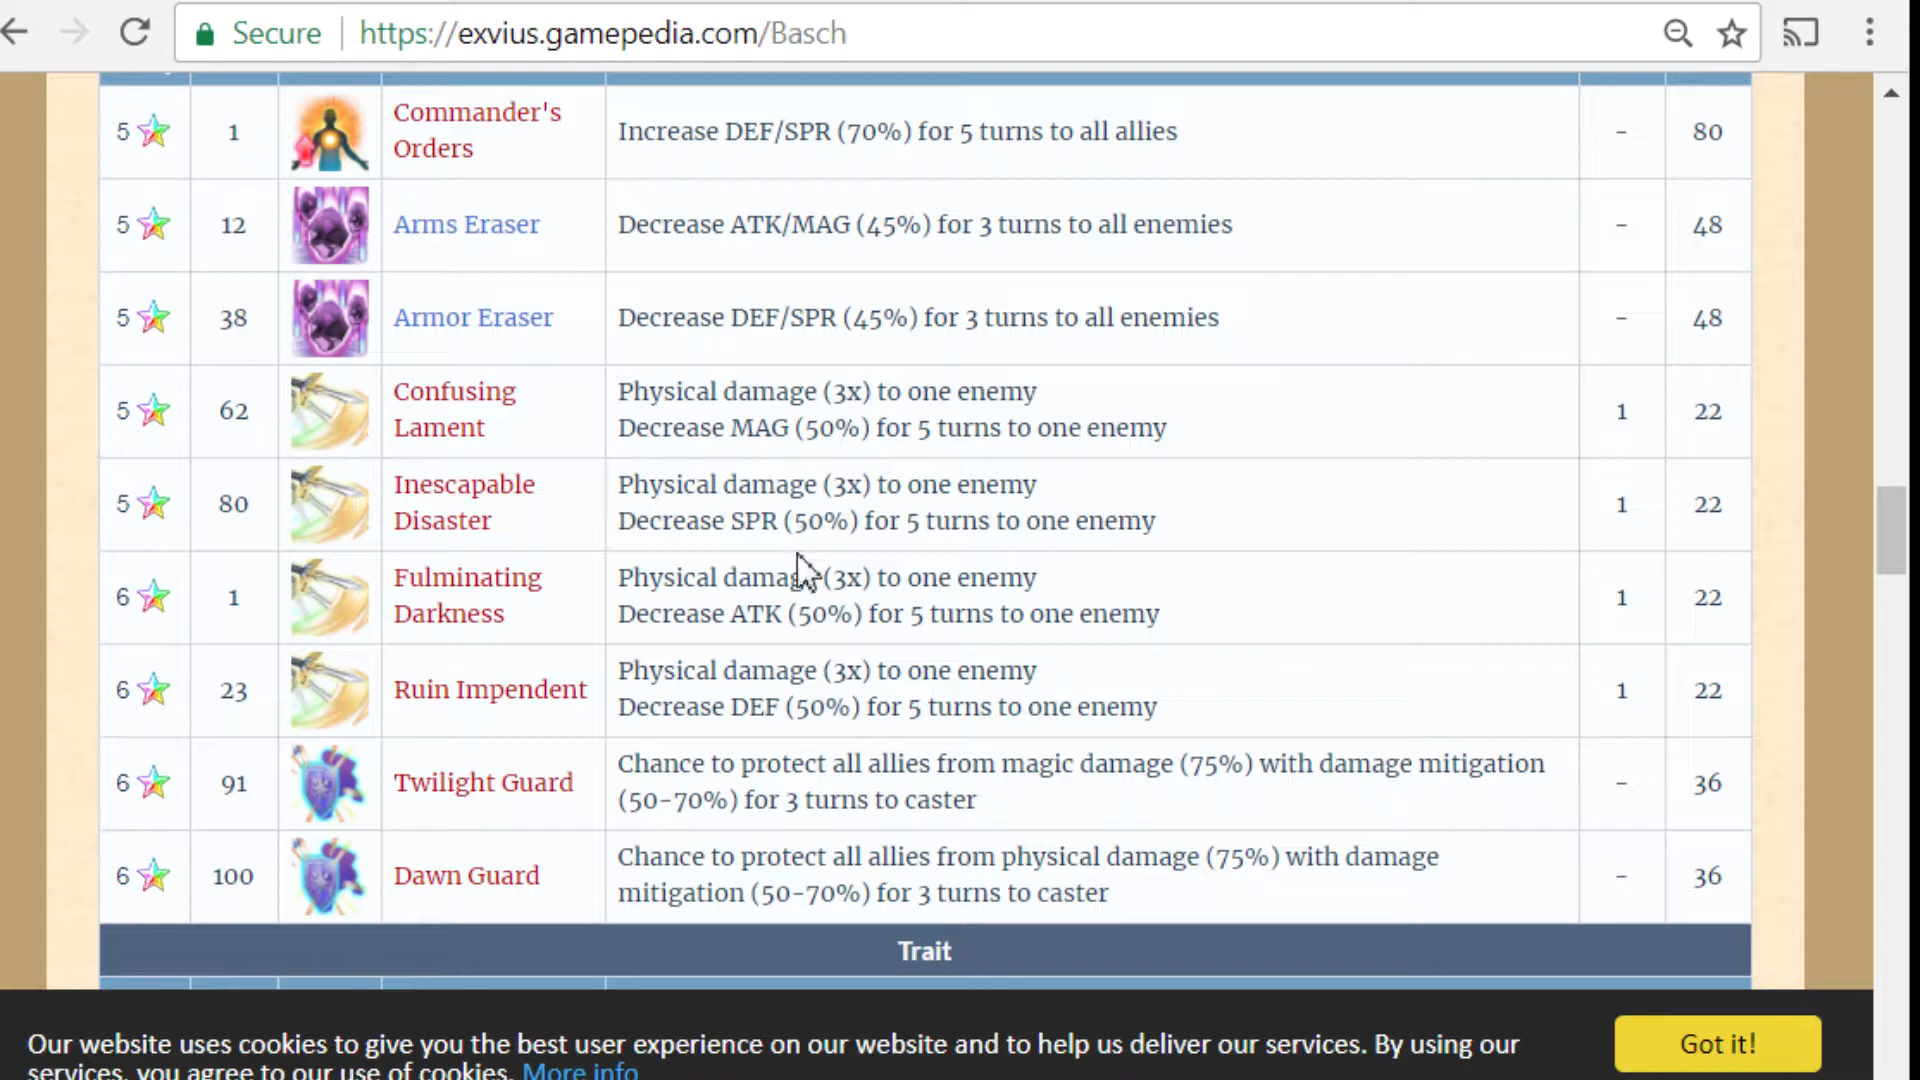 Secure https://exvius.gamepedia.com/Basch
5 1 Commander's Orders Increase DEF/SPR (70%) for 5 turns to all allies - 80
5 12 Arms Eraser Decrease ATK/MAG (45%) for 3 turns to all enemies - 48
5 38 Armor Eraser Decrease DEF/SPR (45%) for 3 turns to all enemies - 48
5 62 Confusing Lament Physical damage (3x) to one enemy
Decrease MAG (50%) for 5 turns to one enemy 1 22
5 80 Inescapable Disaster Physical damage (3x) to one enemy
Decrease SPR (50%) for 5 turns to one enemy 1 22
6 1 Fulminating Darkness Physical damage (3x) to one enemy
Decrease ATK (50%) for 5 turns to one enemy 1 22
6 23 Ruin Impendent Physical damage (3x) to one enemy
Decrease DEF (50%) for 5 turns to one enemy 1 22
6 91 Twilight Guard Chance to protect all allies from magic damage (75%) with damage mitigation
(50-70%) for 3 turns to caster - 36
6 100 Dawn Guard Chance to protect all allies from physical damage (75%) with damage
mitigation (50-70%) for 3 turns to caster - 36
Trait
Our website uses cookies to give you the best user experience on our website and to help us deliver our services. By using our
services, you agree to our use of cookies. More info
Got it!